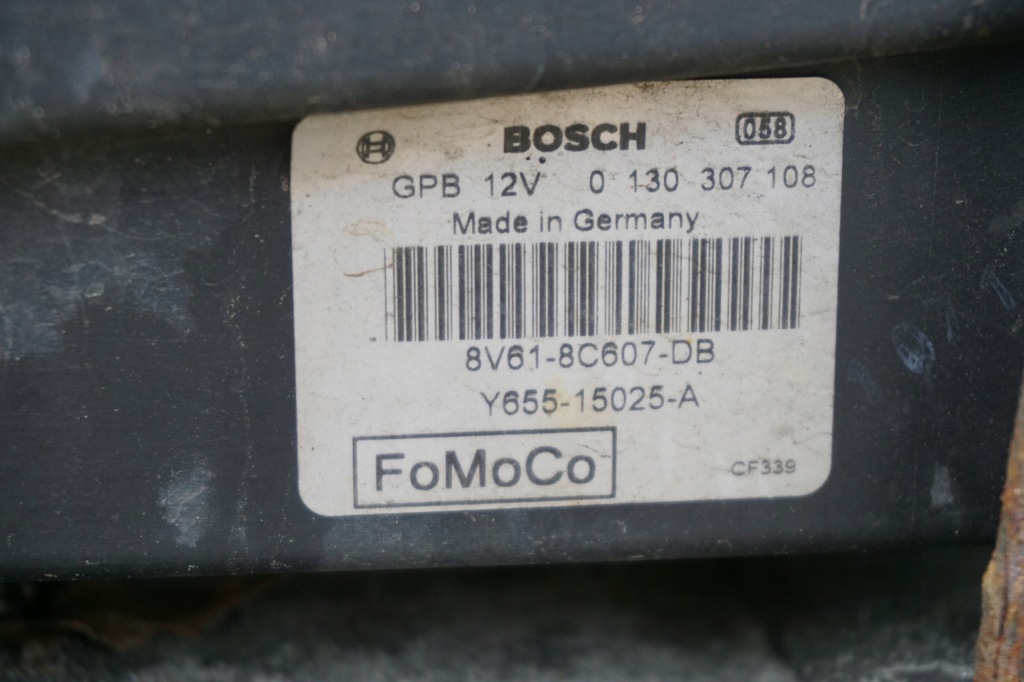 BOSCH 058
GPB 12V 0 130 307 108
Made in Germany
8V61-8C607-DB
Y655-15025-A
FoMoCo CF339